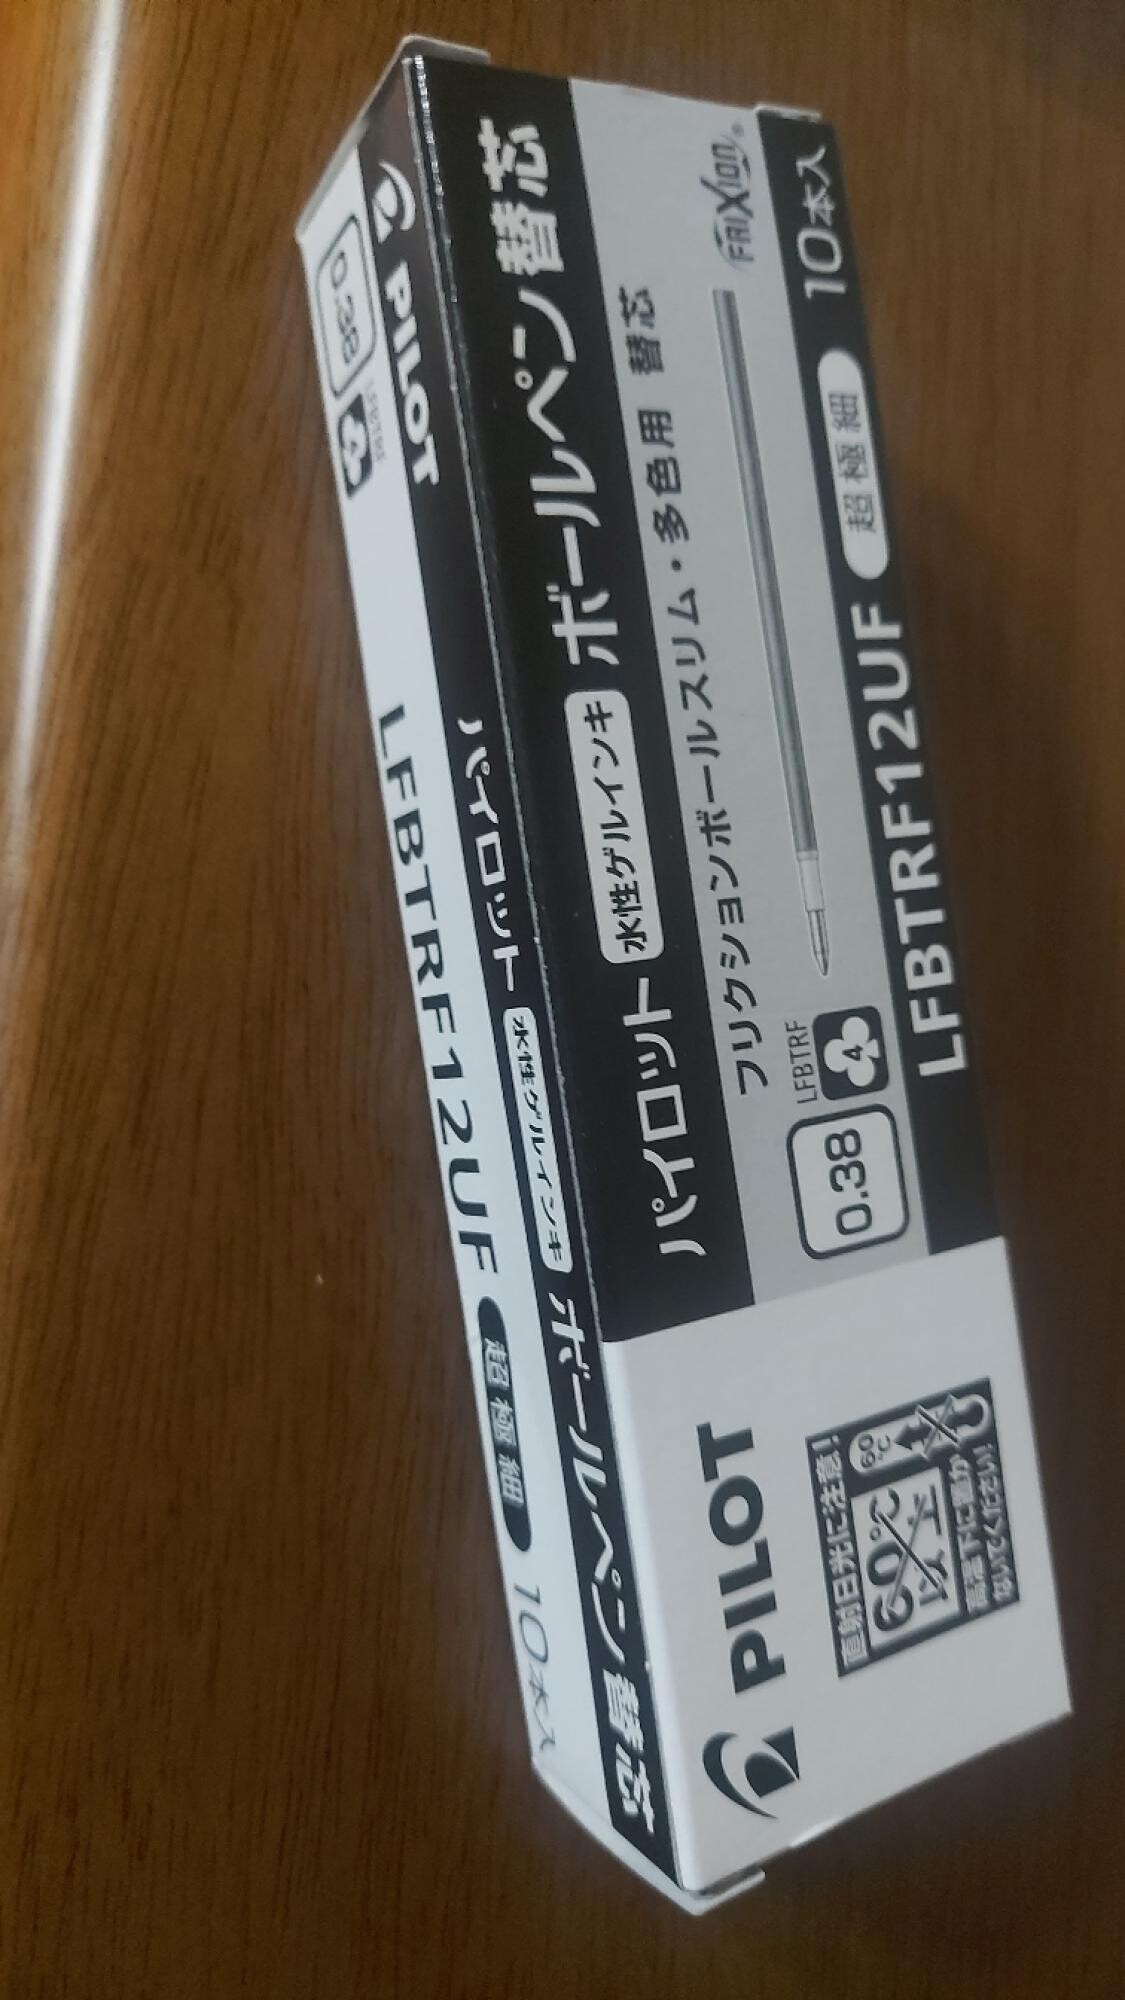 PILOT
直射日光に注意!
60℃以上
60℃
高温下に置か
ないでください!
パイロット 水性ゲルインキ ボールペン替芯
フリクションボールスリム・多色用 替芯
FRIXION®
0.38 LFBTRF 4
LFBTRF12UF 超極細 10本入
パイロット 水性ゲルインキ ボールペン替芯
PILOT
LFBTRF12UF 超極細 10本入
0.38 LFBTRF 4